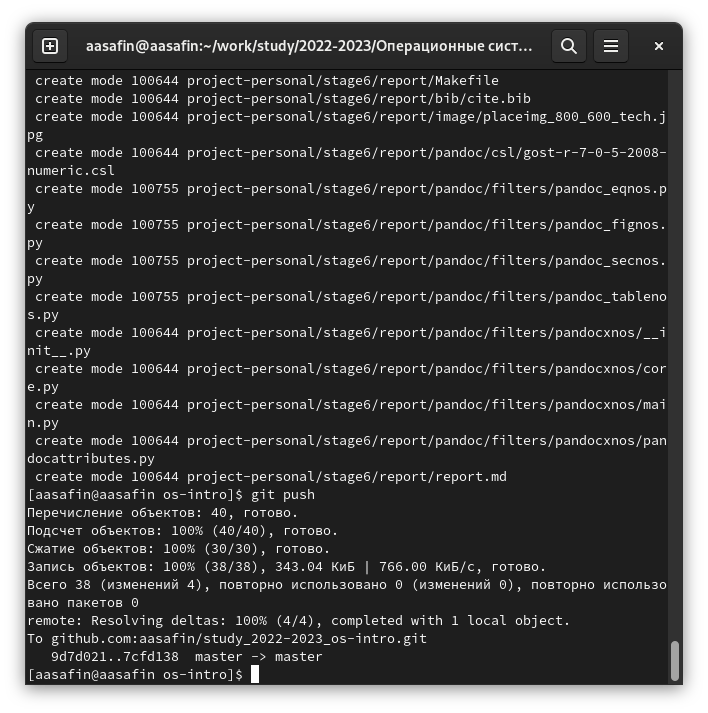 aasafin@aasafin:~/work/study/2022-2023/Операционные сист…
create mode 100644 project-personal/stage6/report/Makefile
create mode 100644 project-personal/stage6/report/bib/cite.bib
create mode 100644 project-personal/stage6/report/image/placeimg_800_600_tech.j
pg
create mode 100644 project-personal/stage6/report/pandoc/csl/gost-r-7-0-5-2008-
numeric.csl
create mode 100755 project-personal/stage6/report/pandoc/filters/pandoc_eqnos.p
y
create mode 100755 project-personal/stage6/report/pandoc/filters/pandoc_fignos.
py
create mode 100755 project-personal/stage6/report/pandoc/filters/pandoc_secnos.
py
create mode 100755 project-personal/stage6/report/pandoc/filters/pandoc_tableno
s.py
create mode 100644 project-personal/stage6/report/pandoc/filters/pandocxnos/__i
nit__.py
create mode 100644 project-personal/stage6/report/pandoc/filters/pandocxnos/cor
e.py
create mode 100644 project-personal/stage6/report/pandoc/filters/pandocxnos/mai
n.py
create mode 100644 project-personal/stage6/report/pandoc/filters/pandocxnos/pan
docattributes.py
create mode 100644 project-personal/stage6/report/report.md
[aasafin@aasafin os-intro]$ git push
Перечисление объектов: 40, готово.
Подсчет объектов: 100% (40/40), готово.
Сжатие объектов: 100% (30/30), готово.
Запись объектов: 100% (38/38), 343.04 КиБ | 766.00 КиБ/с, готово.
Всего 38 (изменений 4), повторно использовано 0 (изменений 0), повторно использо
вано пакетов 0
remote: Resolving deltas: 100% (4/4), completed with 1 local object.
To github.com:aasafin/study_2022-2023_os-intro.git
9d7d021..7cfd138  master -> master
[aasafin@aasafin os-intro]$